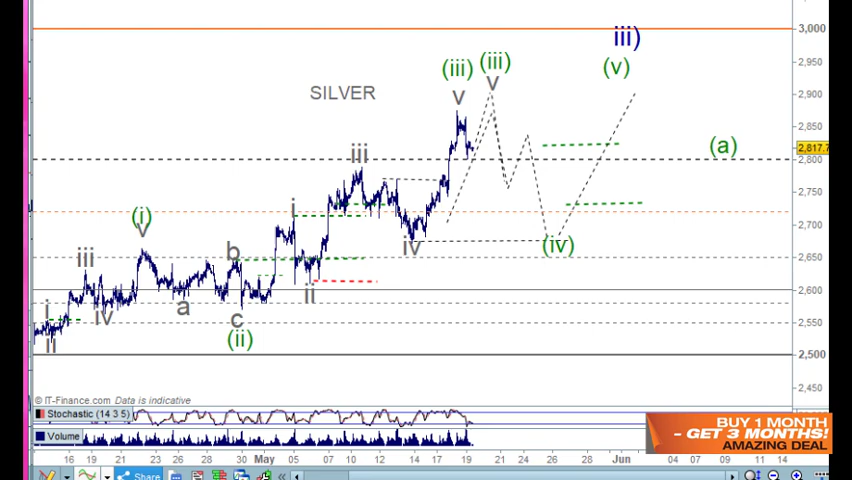 3,000
iii)
2,950
(iii)
(iii)
(v)
v
SILVER
v
2,900
2,850
iii
(a)
2,817.7
2,800
2,750
i
(i)
v
2,700
b
iv
(iv)
iii
2,650
ii
2,600
i
iv
a
c
2,550
ii
(ii)
2,500
2,450
© IT-Finance.com Data is indicative
Stochastic (14 3 5)
Volume
BUY 1 MONTH
- GET 3 MONTHS!
AMAZING DEAL
16 19 21 23 26 28 30 May 05 08 10 12 14 17 19 22 24 26 28 30 Jun 04 07 09 11 14
Share